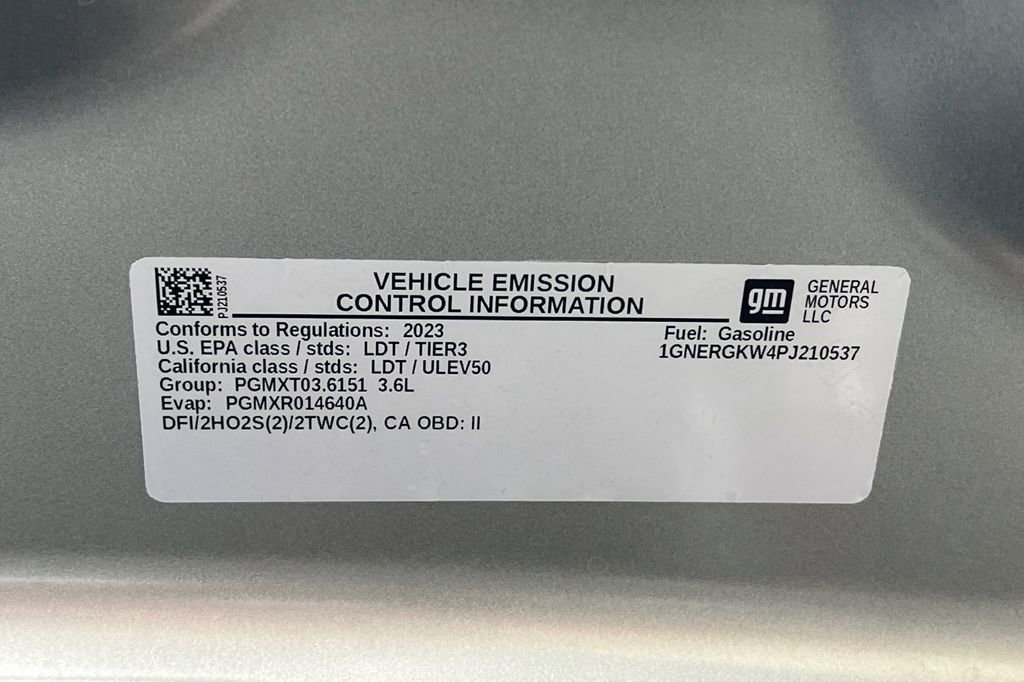 PJ210537
VEHICLE EMISSION
CONTROL INFORMATION
gm
GENERAL
MOTORS
LLC
Conforms to Regulations: 2023
U.S. EPA class / stds: LDT / TIER3
California class / stds: LDT / ULEV50
Group: PGMXT03.6151 3.6L
Evap: PGMXR014640A
DFI/2HO2S(2)/2TWC(2), CA OBD: II
Fuel: Gasoline
1GNERGKW4PJ210537